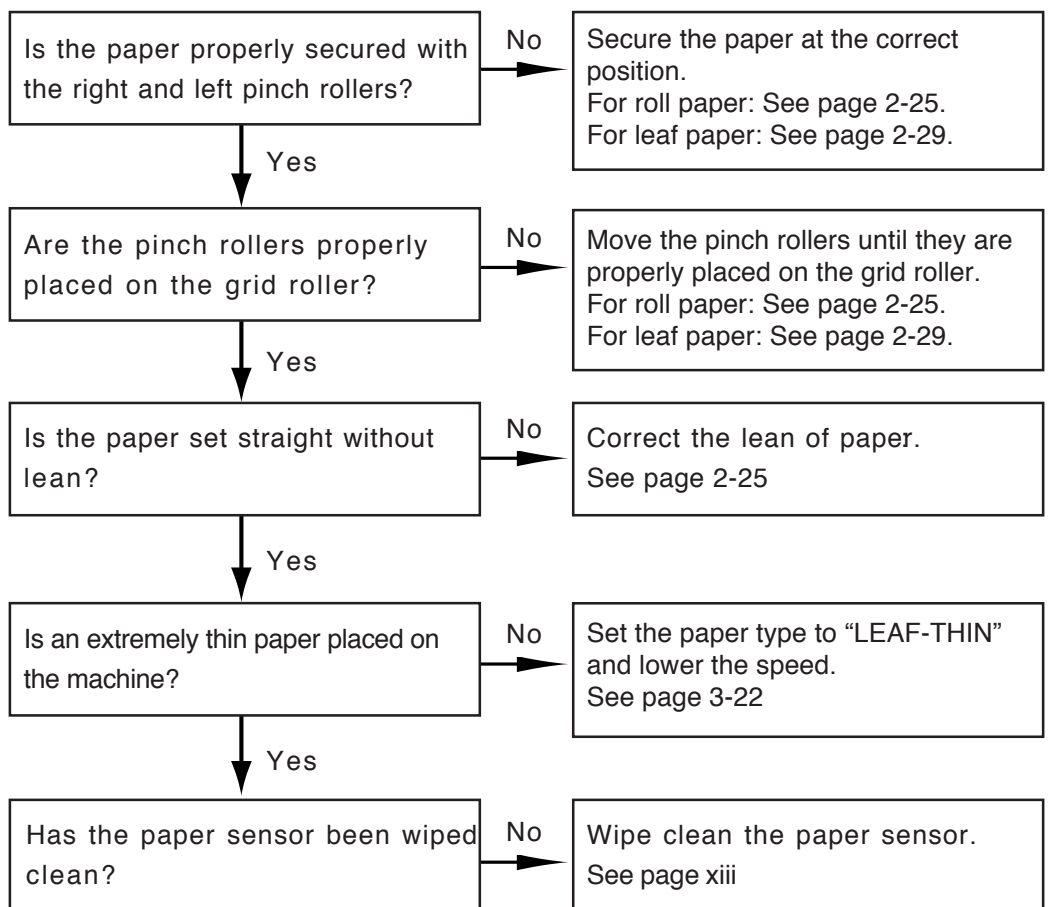 Is the paper properly secured with
the right and left pinch rollers?
No
Secure the paper at the correct
position.
For roll paper: See page 2-25.
For leaf paper: See page 2-29.
Yes
Are the pinch rollers properly
placed on the grid roller?
No
Move the pinch rollers until they are
properly placed on the grid roller.
For roll paper: See page 2-25.
For leaf paper: See page 2-29.
Yes
Is the paper set straight without
lean?
No
Correct the lean of paper.
See page 2-25
Yes
Is an extremely thin paper placed on
the machine?
No
Set the paper type to “LEAF-THIN”
and lower the speed.
See page 3-22
Yes
Has the paper sensor been wiped
clean?
No
Wipe clean the paper sensor.
See page xiii